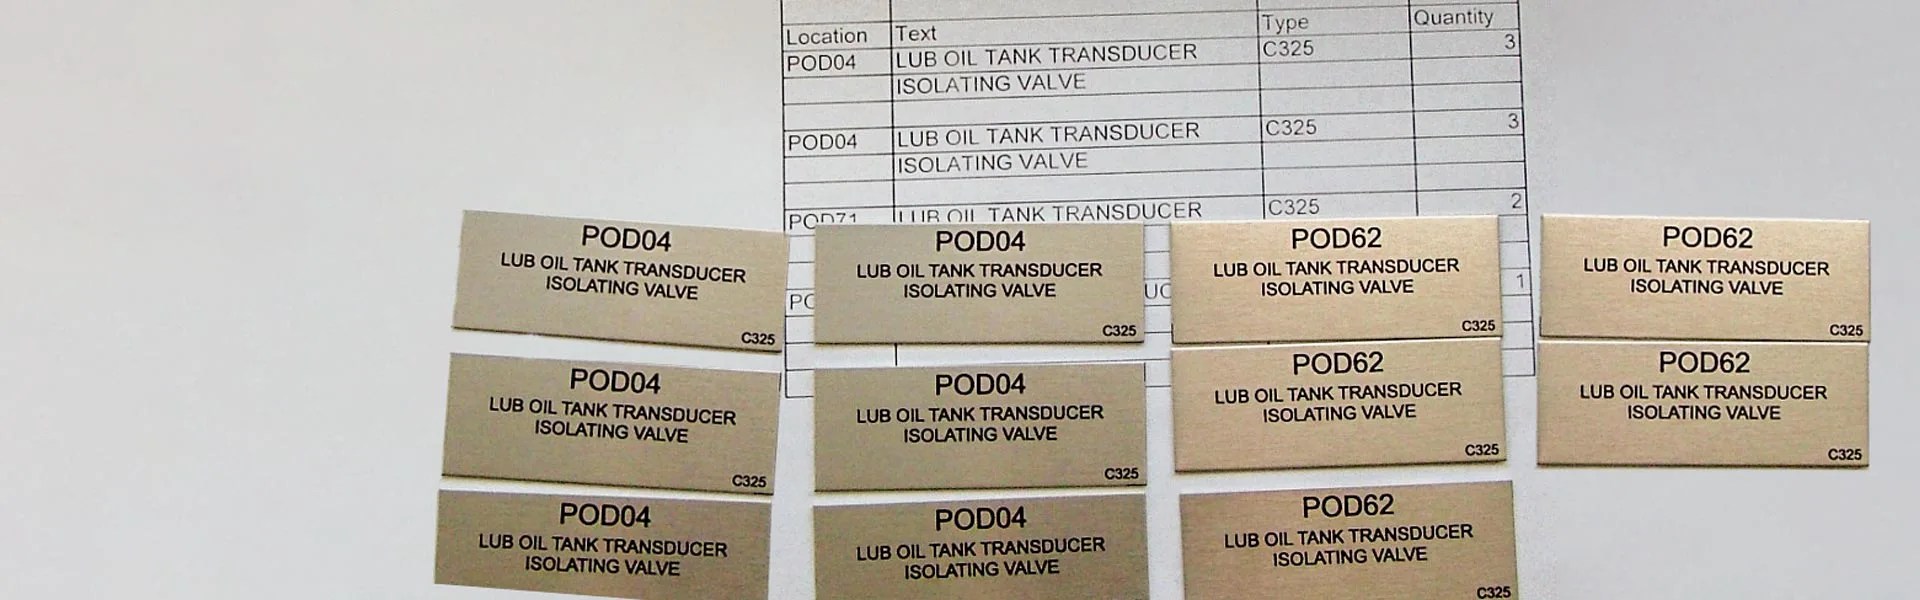 Location Text Type Quantity
POD04 LUB OIL TANK TRANSDUCER C325 3
ISOLATING VALVE
POD04 LUB OIL TANK TRANSDUCER C325 3
ISOLATING VALVE
POD71 LUB OIL TANK TRANSDUCER C325 2
1
POD04
LUB OIL TANK TRANSDUCER
ISOLATING VALVE
C325
POD04
LUB OIL TANK TRANSDUCER
ISOLATING VALVE
C325
POD62
LUB OIL TANK TRANSDUCER
ISOLATING VALVE
C325
POD62
LUB OIL TANK TRANSDUCER
ISOLATING VALVE
C325
POD04
LUB OIL TANK TRANSDUCER
ISOLATING VALVE
C325
POD04
LUB OIL TANK TRANSDUCER
ISOLATING VALVE
C325
POD62
LUB OIL TANK TRANSDUCER
ISOLATING VALVE
C325
POD62
LUB OIL TANK TRANSDUCER
ISOLATING VALVE
C325
POD04
LUB OIL TANK TRANSDUCER
ISOLATING VALVE
POD04
LUB OIL TANK TRANSDUCER
ISOLATING VALVE
POD62
LUB OIL TANK TRANSDUCER
ISOLATING VALVE
C325